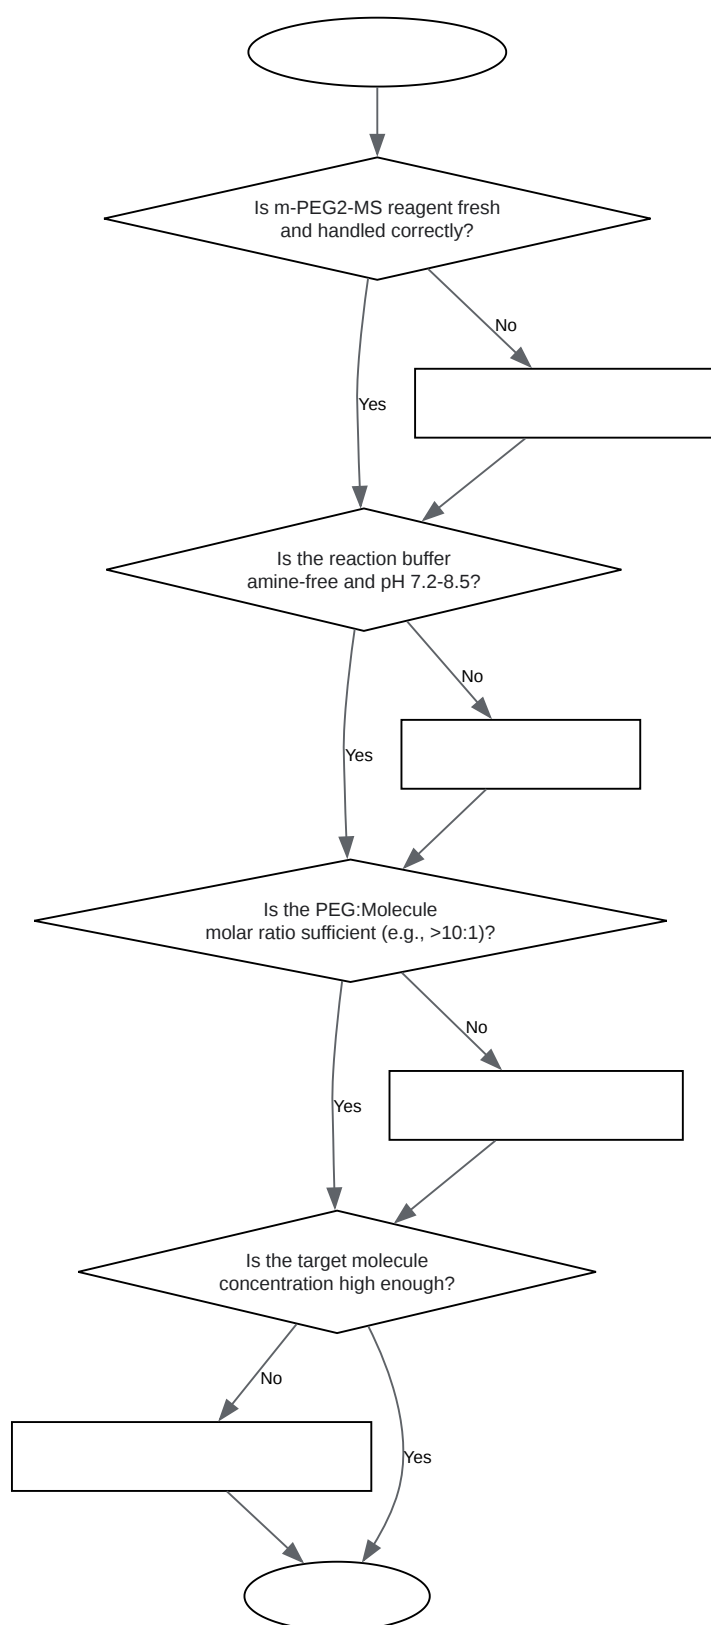 Is m-PEG2-MS reagent fresh
and handled correctly?
No
Yes
Is the reaction buffer
amine-free and pH 7.2-8.5?
No
Yes
Is the PEG:Molecule
molar ratio sufficient (e.g., >10:1)?
No
Yes
Is the target molecule
concentration high enough?
No
Yes